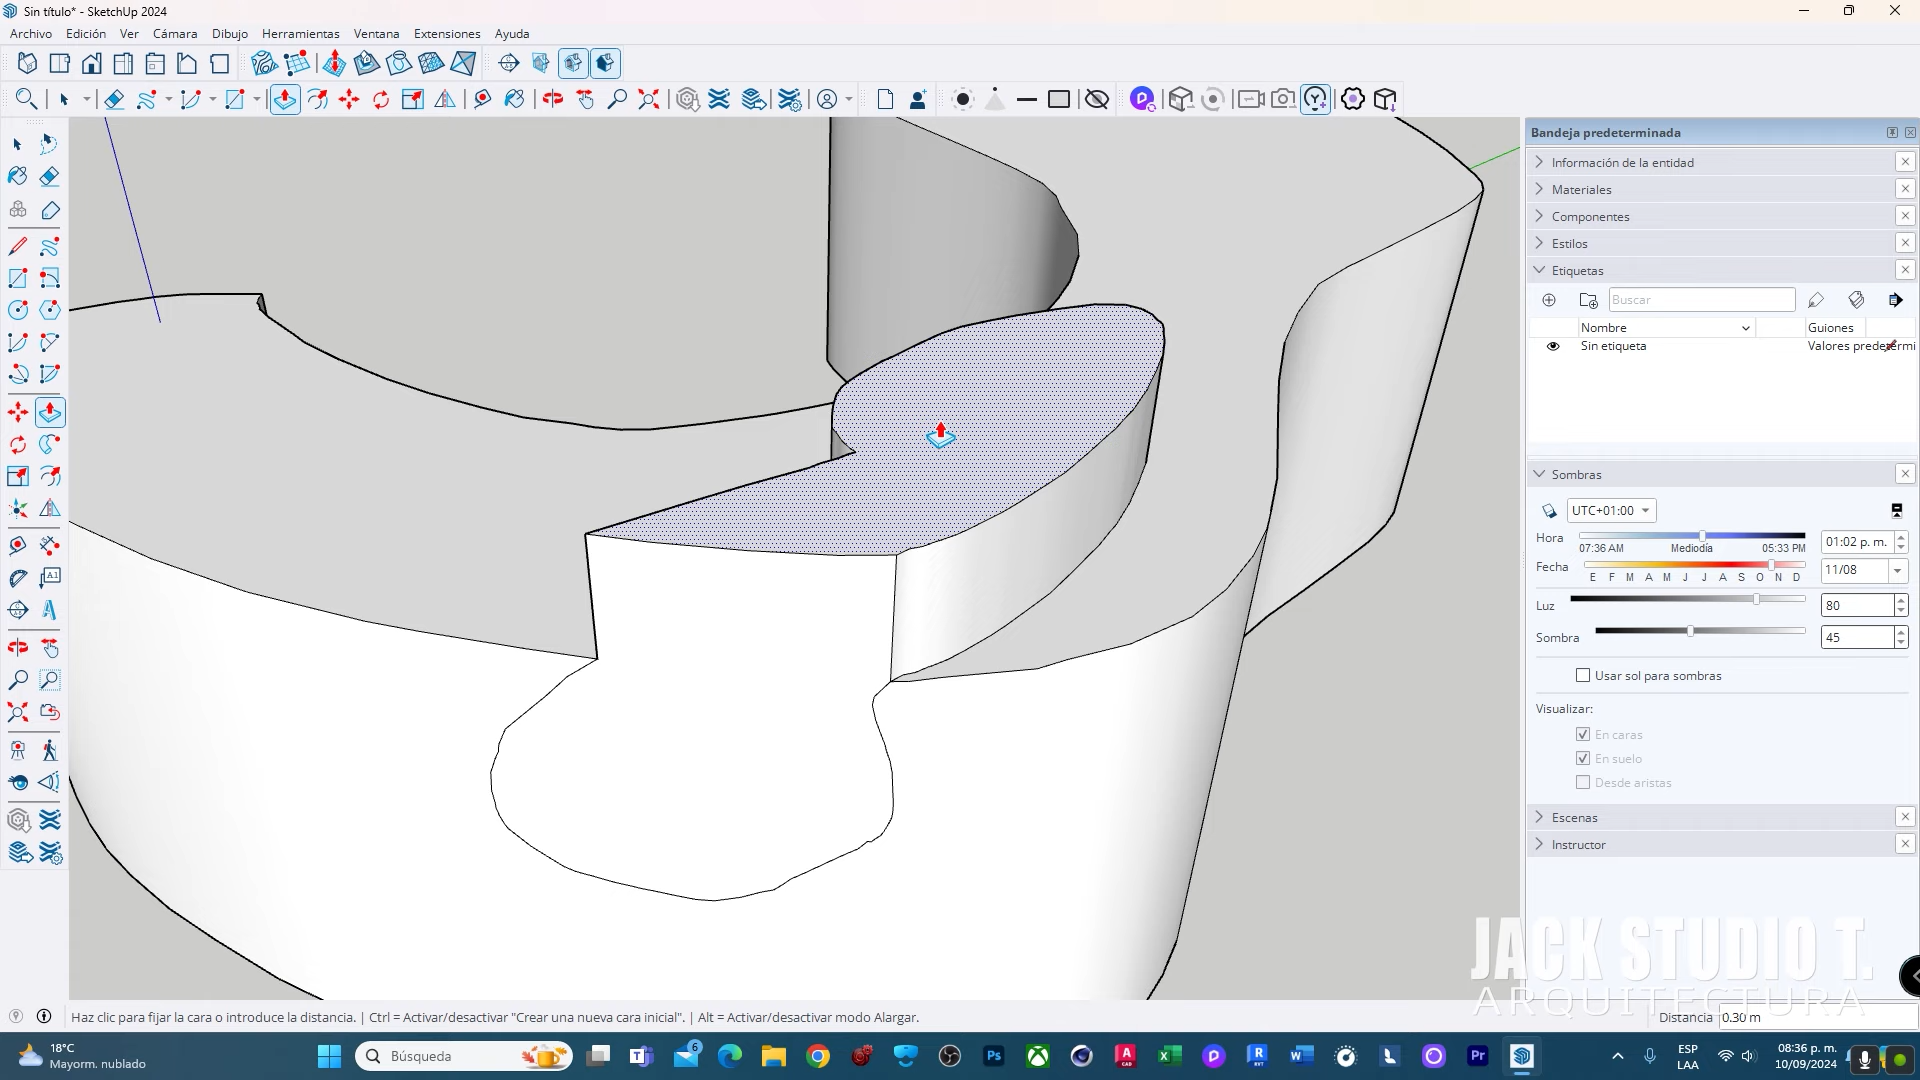 Sin título* - SketchUp 2024
Archivo Edición Ver Cámara Dibujo Herramientas Ventana Extensiones Ayuda
Bandeja predeterminada
Información de la entidad
Materiales
Componentes
Estilos
Etiquetas
Buscar
Nombre Guiones
Sin etiqueta Valores predetermi
Sombras
UTC+01:00
Hora 07:36 AM Mediodía 05:33 PM 01:02 p. m.
Fecha E F M A M J J A S O N D 11/08
Luz 80
Sombra 45
Usar sol para sombras
Visualizar:
En caras
En suelo
Desde aristas
Escenas
Instructor
JACK STUDIO T.
ARQUITECTURA
Haz clic para fijar la cara o introduce la distancia. | Ctrl = Activar/desactivar "Crear una nueva cara inicial". | Alt = Activar/desactivar modo Alargar.
Distancia 0.30 m
18°C
Mayorm. nublado
Búsqueda
6
ESP
LAA
08:36 p. m.
10/09/2024